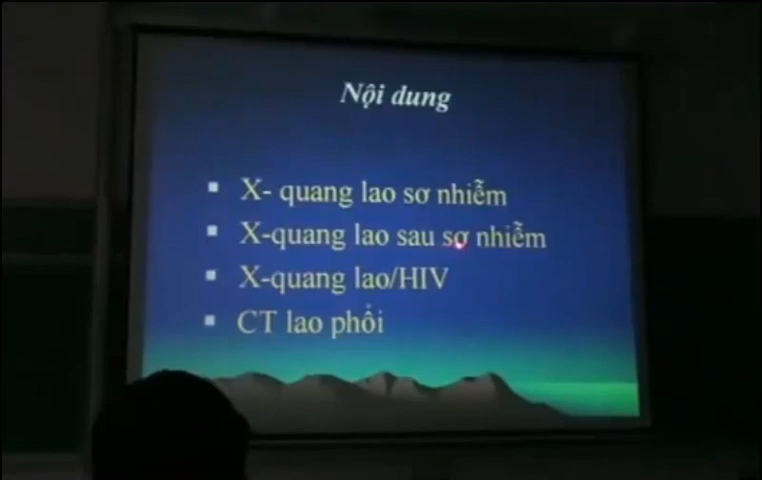 Nội dung
X- quang lao sơ nhiễm
X-quang lao sau sơ nhiễm
X-quang lao/HIV
CT lao phổi